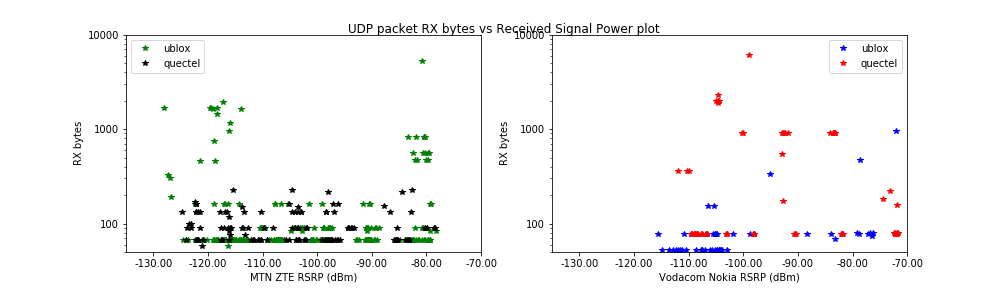 UDP packet RX bytes vs Received Signal Power plot
10000
1000
100
RX bytes
ublox
quectel
-130.00 -120.00 -110.00 -100.00 -90.00 -80.00 -70.00
MTN ZTE RSRP (dBm)
10000
1000
100
RX bytes
ublox
quectel
-130.00 -120.00 -110.00 -100.00 -90.00 -80.00 -70.00
Vodacom Nokia RSRP (dBm)